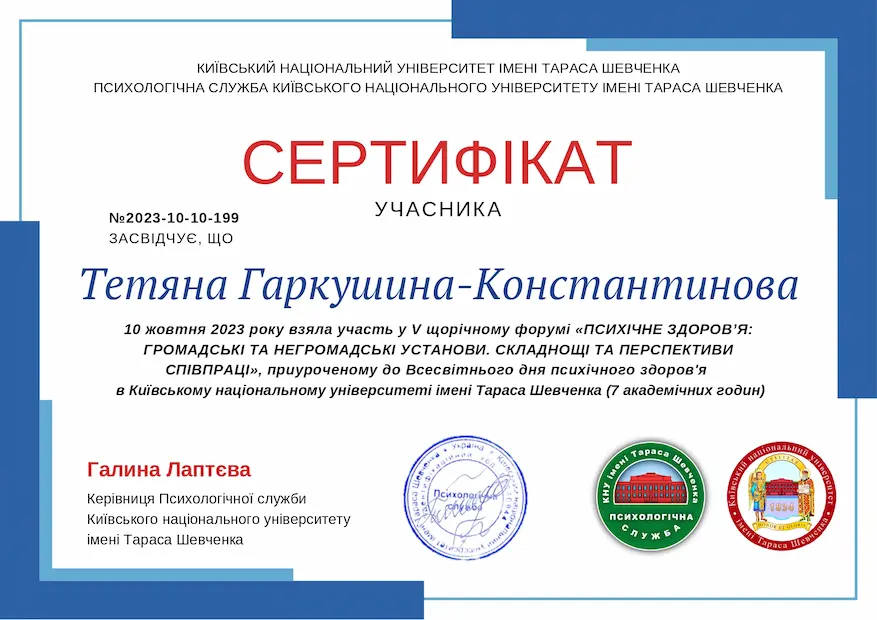 КИЇВСЬКИЙ НАЦІОНАЛЬНИЙ УНІВЕРСИТЕТ ІМЕНІ ТАРАСА ШЕВЧЕНКА
ПСИХОЛОГІЧНА СЛУЖБА КИЇВСЬКОГО НАЦІОНАЛЬНОГО УНІВЕРСИТЕТУ ІМЕНІ ТАРАСА ШЕВЧЕНКА
СЕРТИФІКАТ
УЧАСНИКА
№2023-10-10-199
ЗАСВІДЧУЄ, ЩО
Тетяна Гаркушина-Константинова
10 жовтня 2023 року взяла участь у V щорічному форумі «ПСИХІЧНЕ ЗДОРОВ'Я:
ГРОМАДСЬКІ ТА НЕГРОМАДСЬКІ УСТАНОВИ. СКЛАДНОЩІ ТА ПЕРСПЕКТИВИ
СПІВПРАЦІ», приуроченому до Всесвітнього дня психічного здоров'я
в Київському національному університеті імені Тараса Шевченка (7 академічних годин)
Галина Лаптєва
Керівниця Психологічної служби
Київського національного університету
імені Тараса Шевченка
Україна
Психологічна
служба
КНУ імені Тараса Шевченка
ПСИХОЛОГІЧНА
СЛУЖБА
Київський національний університет
імені Тараса Шевченка
1834